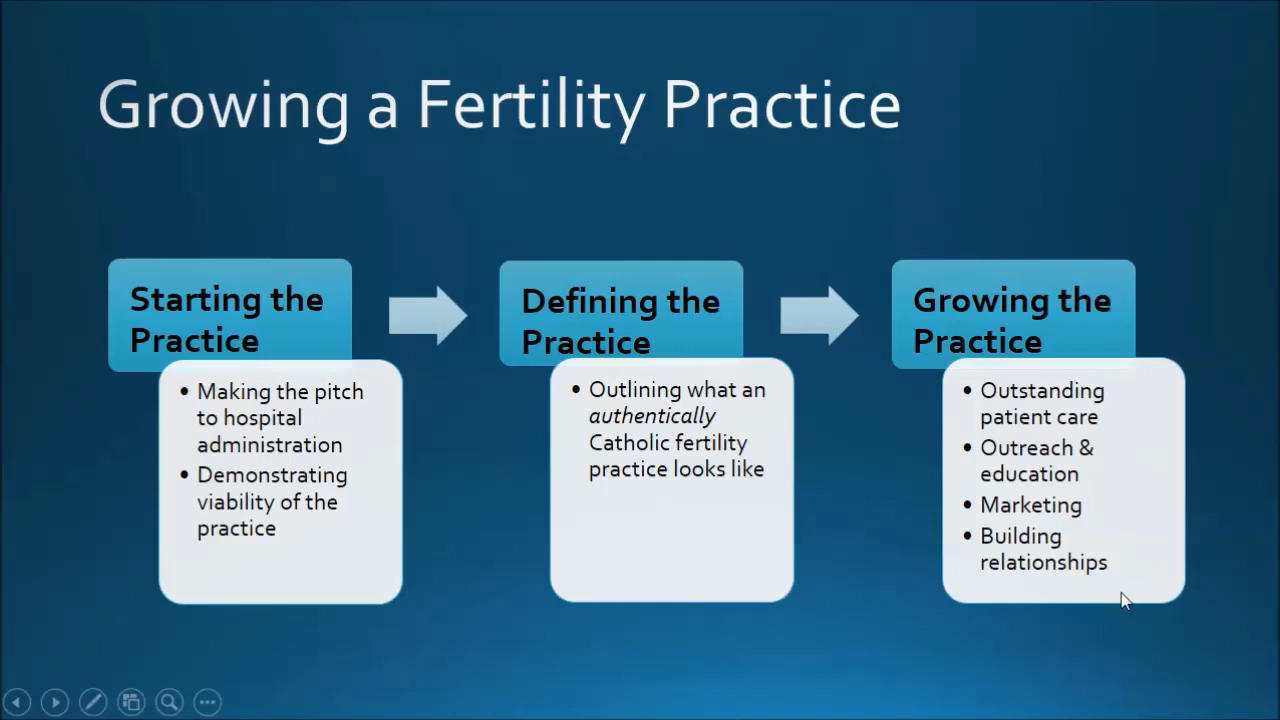 Growing a Fertility Practice
Starting the
Practice
• Making the pitch
to hospital
administration
• Demonstrating
viability of the
practice
Defining the
Practice
• Outlining what an
authentically
Catholic fertility
practice looks like
Growing the
Practice
• Outstanding
patient care
• Outreach &
education
• Marketing
• Building
relationships